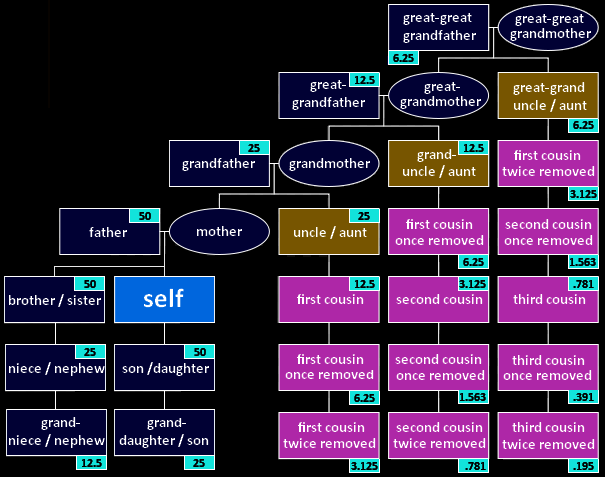 great-great
grandfather
great-great
grandmother
6.25
great-
grandfather
12.5
great-
grandmother
great-grand
uncle / aunt
6.25
grandfather
25
grandmother
grand-
uncle / aunt
12.5
first cousin
twice removed
3.125
father
50
mother
uncle / aunt
25
first cousin
once removed
6.25
second cousin
once removed
1.563
brother / sister
50
self
first cousin
12.5
second cousin
3.125
third cousin
.781
niece / nephew
25
son /daughter
50
first cousin
once removed
6.25
second cousin
once removed
1.563
third cousin
once removed
.391
grand-
niece / nephew
12.5
grand-
daughter / son
25
first cousin
twice removed
3.125
second cousin
twice removed
.781
third cousin
twice removed
.195